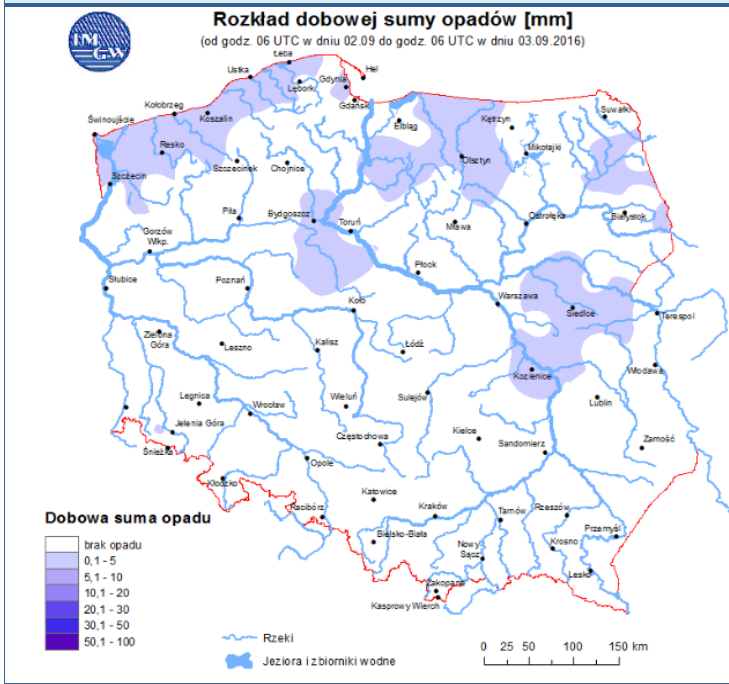 Rozkład dobowej sumy opadów [mm]
(od godz. 06 UTC w dniu 02.09 do godz. 06 UTC w dniu 03.09.2016)
IM
GW
Łeba
Hel
Ustka
Gdynia
Lębork
Gdańsk
Kołobrzeg
Koszalin
Suwałki
Świnoujście
Elbląg
Kętrzyn
Resko
Mikołajki
Szczecinek
Chojnice
Olsztyn
Szczecin
Piła
Bydgoszcz
Toruń
Ostrołęka
Białystok
Mława
Gorzów
Wlkp.
Płock
Słubice
Poznań
Warszawa
Koło
Siedlce
Terespol
Zielona
Góra
Leszno
Kalisz
Łódź
Kozienice
Włodawa
Legnica
Wrocław
Wieluń
Sulejów
Lublin
Jelenia Góra
Śnieżka
Częstochowa
Kielce
Sandomierz
Zamość
Opole
Kłodzko
Katowice
Racibórz
Kraków
Tarnów
Rzeszów
Przemyśl
Bielsko-Biała
Nowy
Sącz
Krosno
Lesko
Zakopane
Kasprowy Wierch
Dobowa suma opadu
brak opadu
0,1 - 5
5,1 - 10
10,1 - 20
20,1 - 30
30,1 - 50
50,1 - 100
Rzeki
Jeziora i zbiorniki wodne
0 25 50 100 150 km